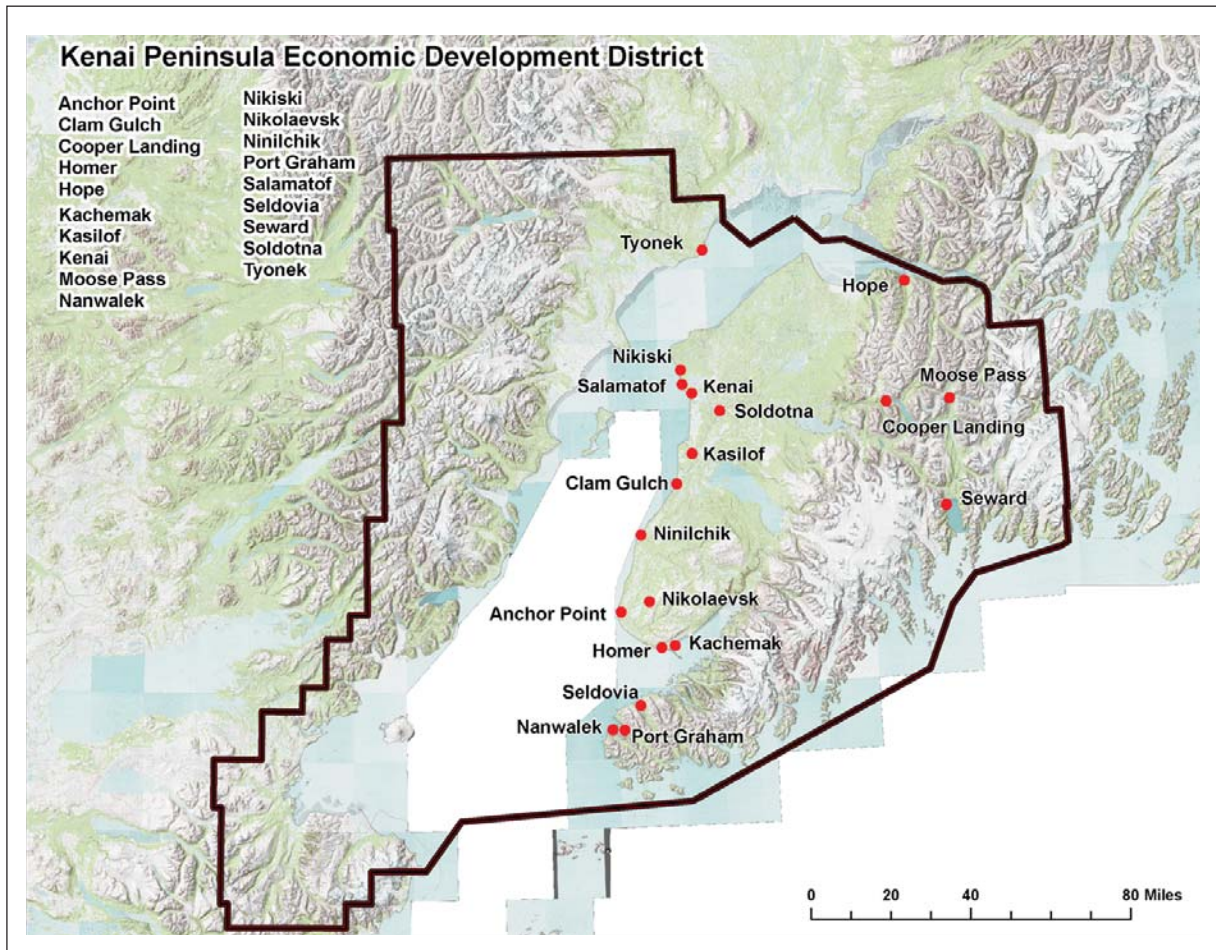 Kenai Peninsula Economic Development District
Anchor Point
Clam Gulch
Cooper Landing
Homer
Hope
Kachemak
Kasilof
Kenai
Moose Pass
Nanwalek
Nikiski
Nikolaevsk
Ninilchik
Port Graham
Salamatof
Seldovia
Seward
Soldotna
Tyonek
Tyonek
Hope
Nikiski
Salamatof
Kenai
Soldotna
Moose Pass
Cooper Landing
Kasilof
Clam Gulch
Seward
Ninilchik
Nikolaevsk
Anchor Point
Homer
Kachemak
Seldovia
Nanwalek
Port Graham
0 20 40 80 Miles